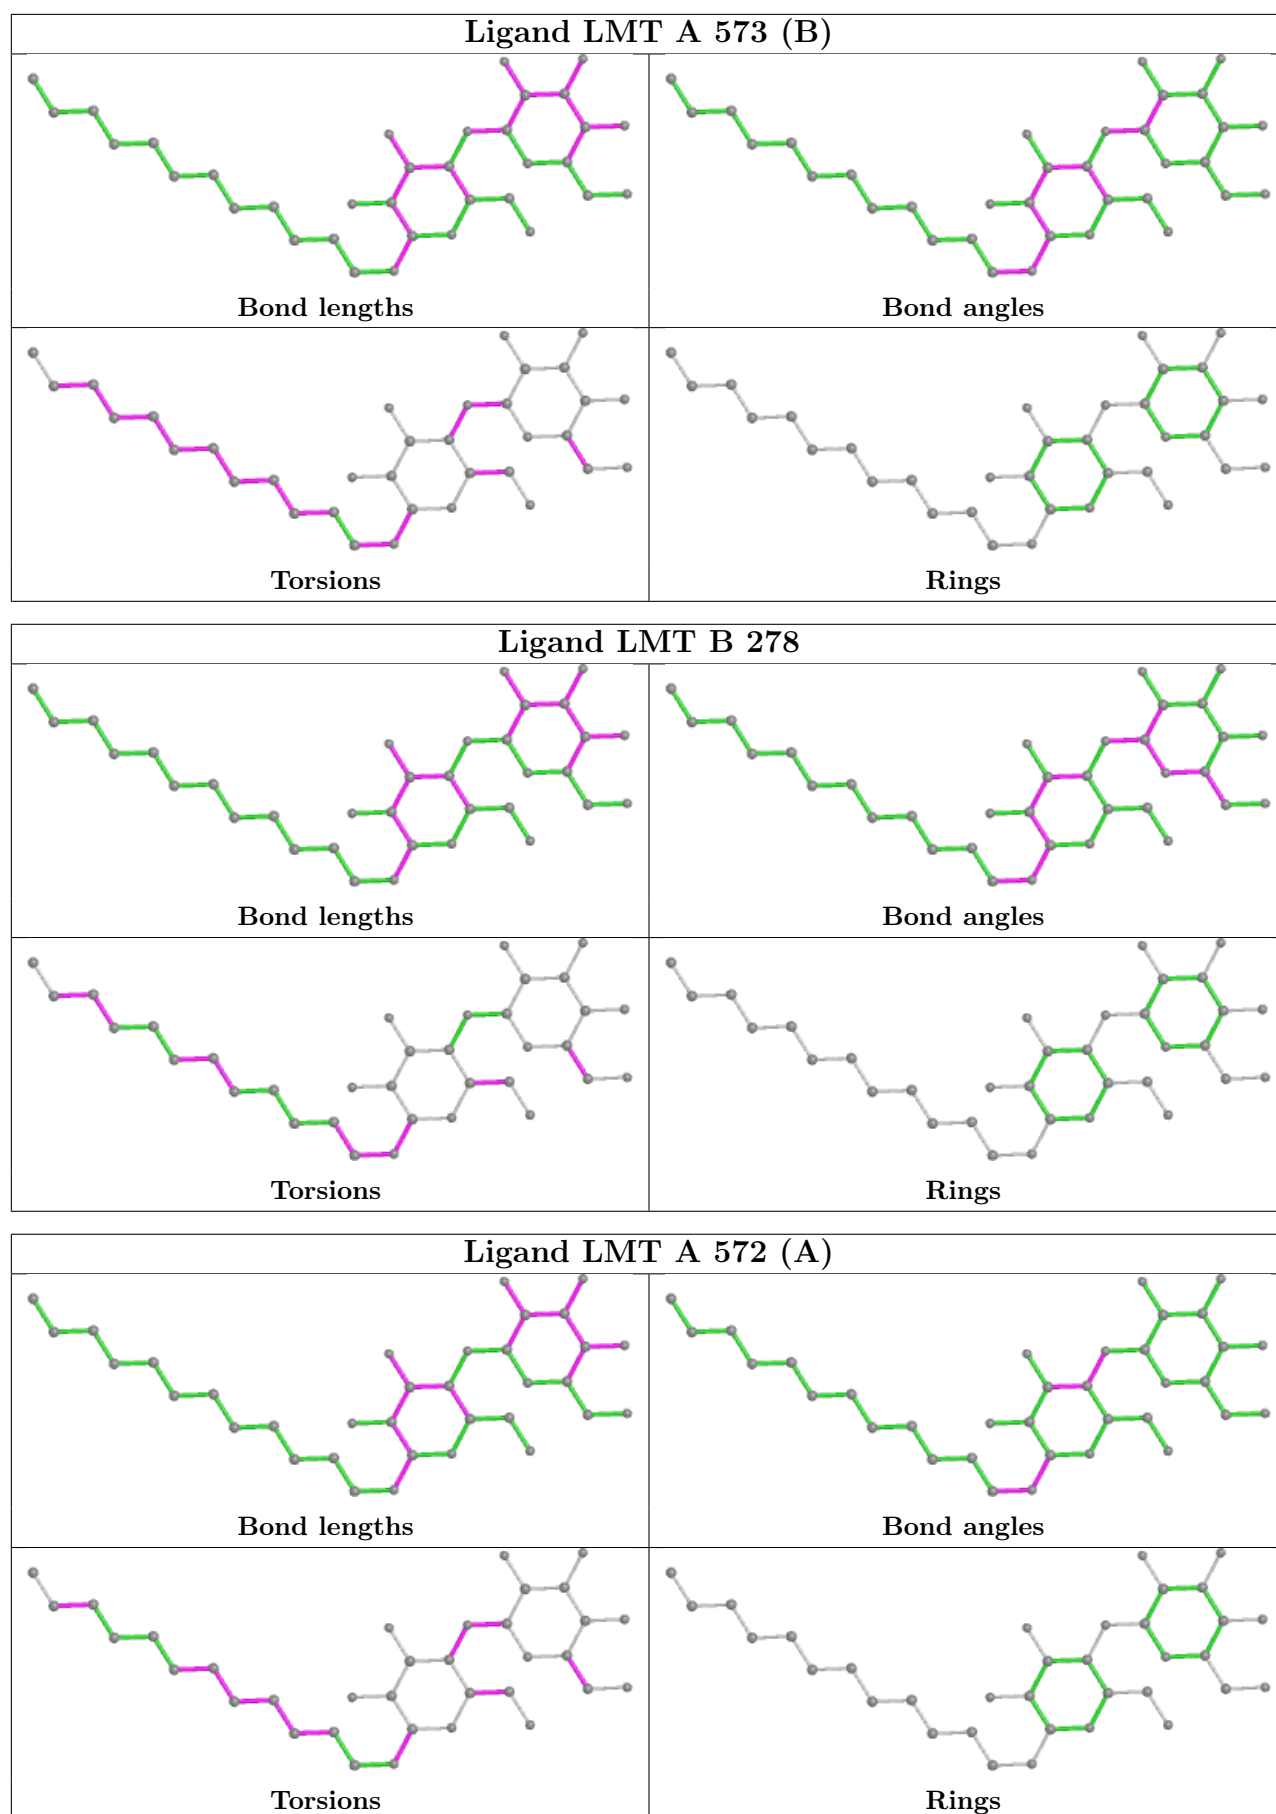 Ligand LMT A 573 (B)
Bond lengths
Bond angles
Torsions
Rings
Ligand LMT B 278
Bond lengths
Bond angles
Torsions
Rings
Ligand LMT A 572 (A)
Bond lengths
Bond angles
Torsions
Rings